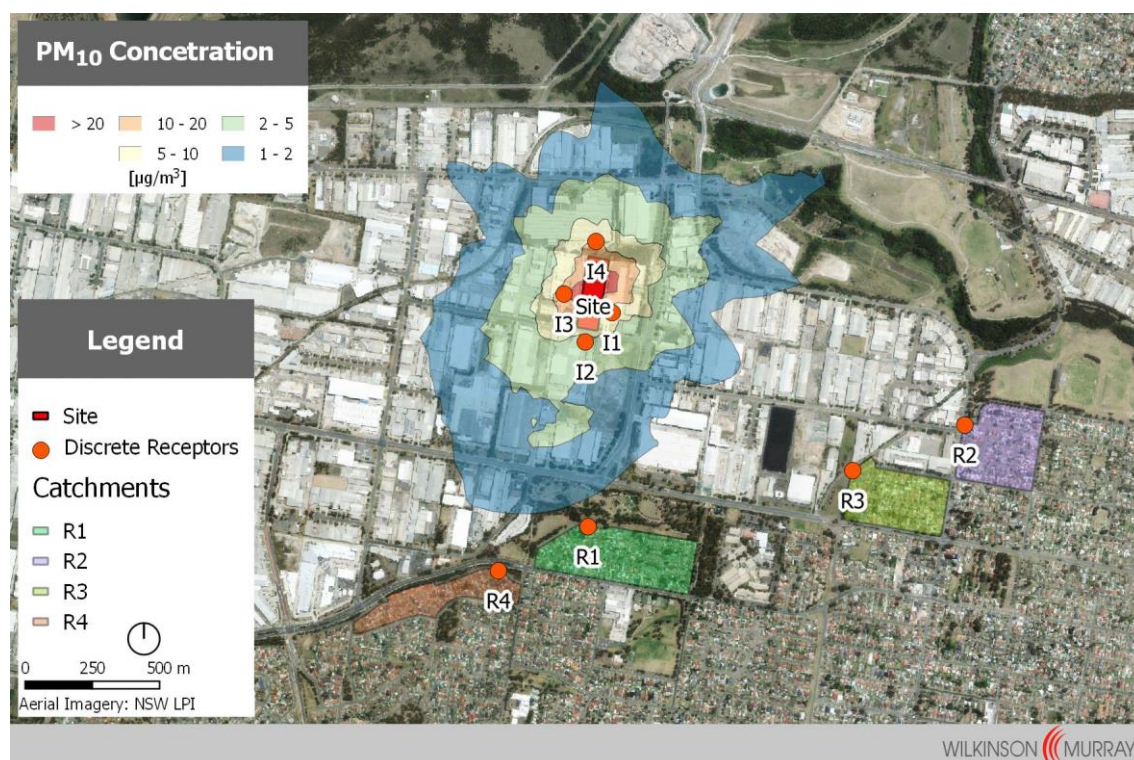 PM₁₀ Concetration
> 20 10 - 20 2 - 5
5 - 10 1 - 2
[µg/m³]
I4
Site
I3
I1
I2
Legend
Site
Discrete Receptors
Catchments
R1
R2
R3
R4
0 250 500 m
Aerial Imagery: NSW LPI
R2
R3
R1
R4
WILKINSON MURRAY